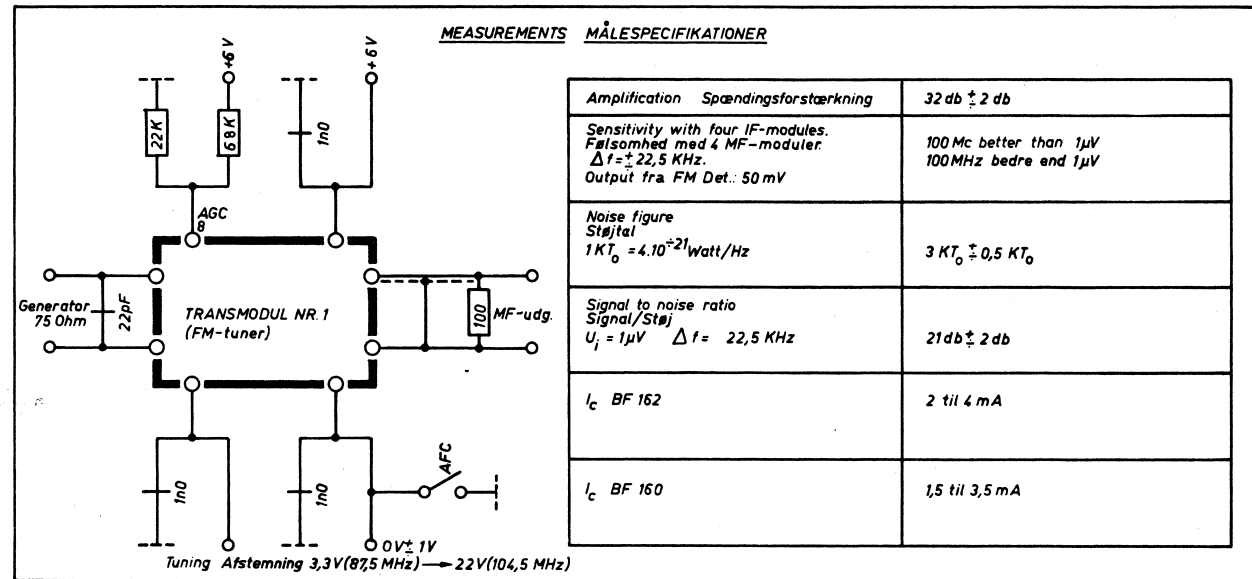 MEASUREMENTS MÅLESPECIFIKATIONER
+6V
+6V
22K
68K
1n0
AGC
8
Generator
75 Ohm
22pF
TRANSMODUL NR. 1
(FM-tuner)
100
MF-udg.
1n0
1n0
AFC
0V ± 1V
Tuning Afstemning 3,3V (87,5 MHz) → 22V (104,5 MHz)
Amplification Spændingsforstærkning
32 db ± 2 db
Sensitivity with four IF-modules.
Følsomhed med 4 MF-moduler.
Δ f = ± 22,5 KHz.
Output fra FM Det.: 50 mV
100 Mc better than 1µV
100 MHz bedre end 1µV
Noise figure
Støjtal
1 KT₀ = 4.10÷²¹ Watt/Hz
3 KT₀ ± 0,5 KT₀
Signal to noise ratio
Signal/Støj
Uᵢ = 1µV Δ f = 22,5 KHz
21 db ± 2 db
I꜀ BF 162
2 til 4 mA
I꜀ BF 160
1,5 til 3,5 mA